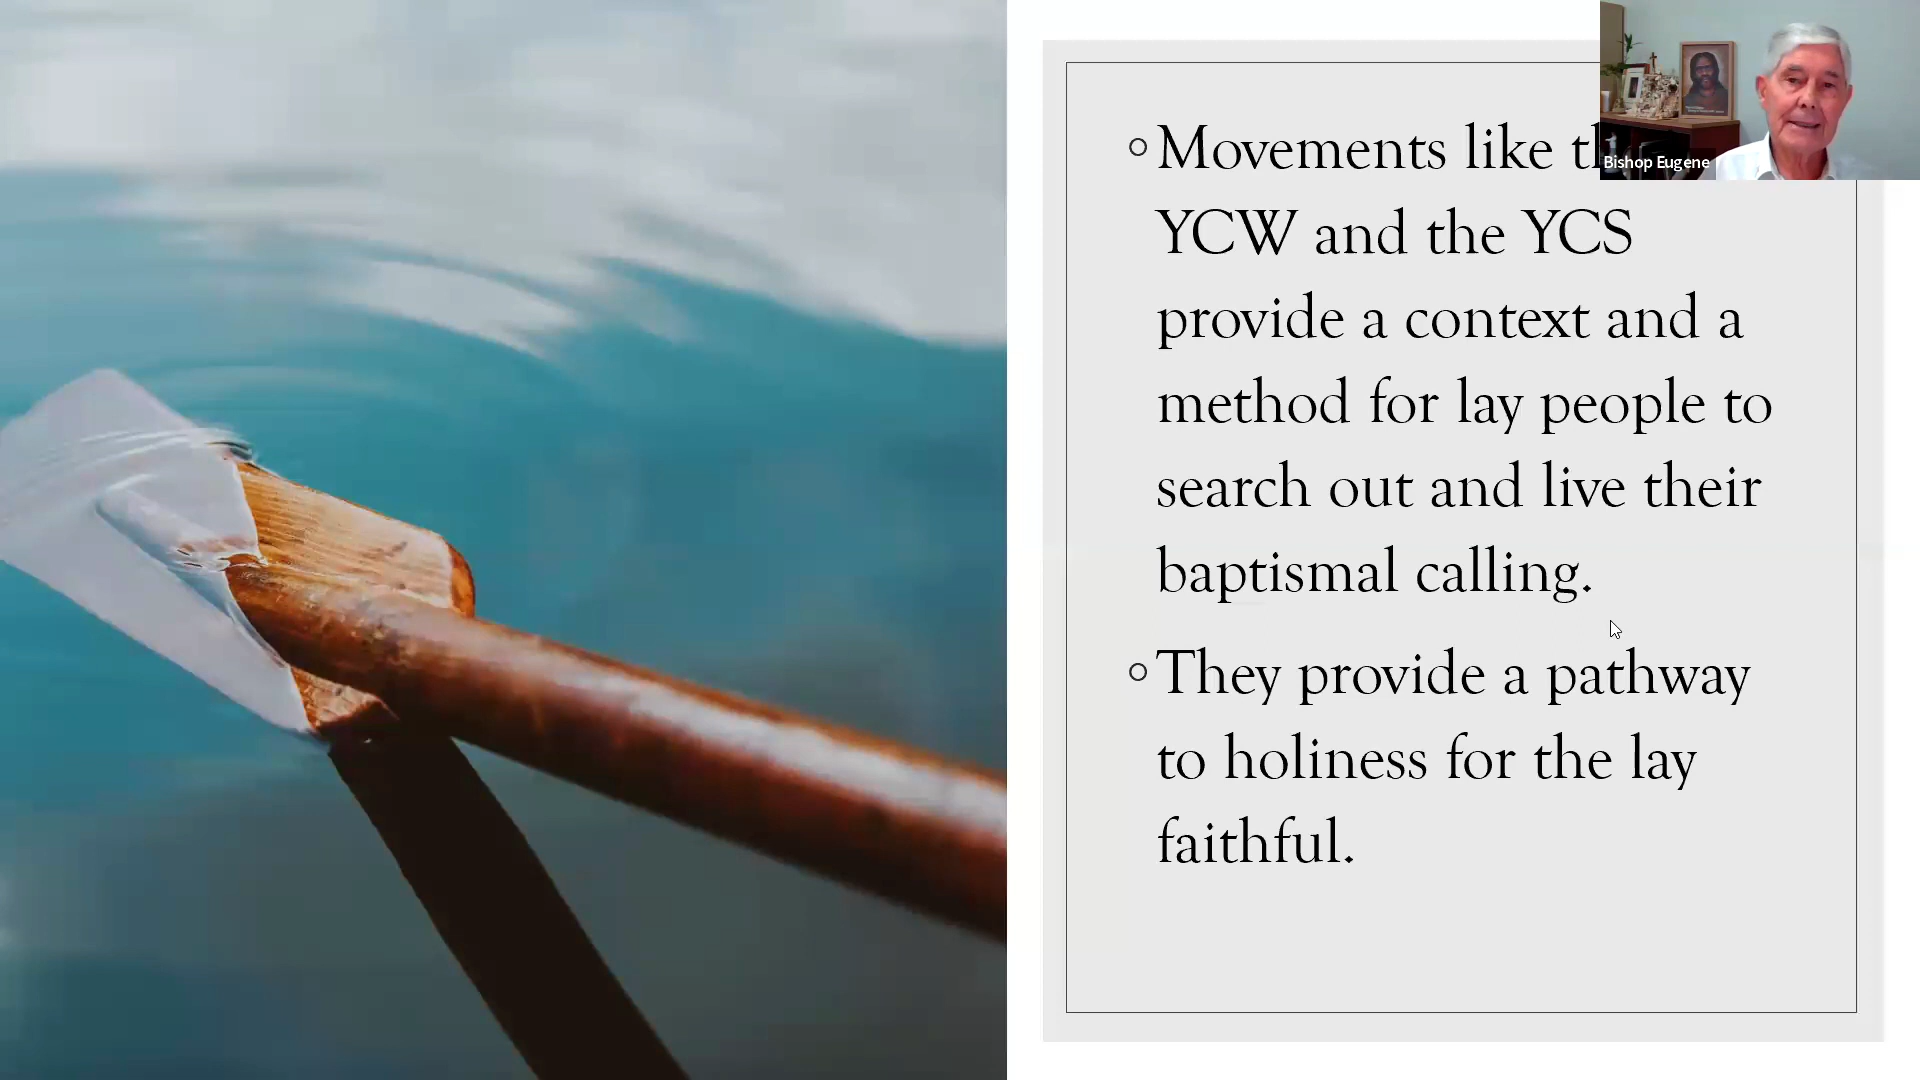 Movements like
YCW and the YCS
provide a context and a
method for lay people to
search out and live their
baptismal calling.
They provide a pathway
to holiness for the lay
faithful.
Bishop Eugene